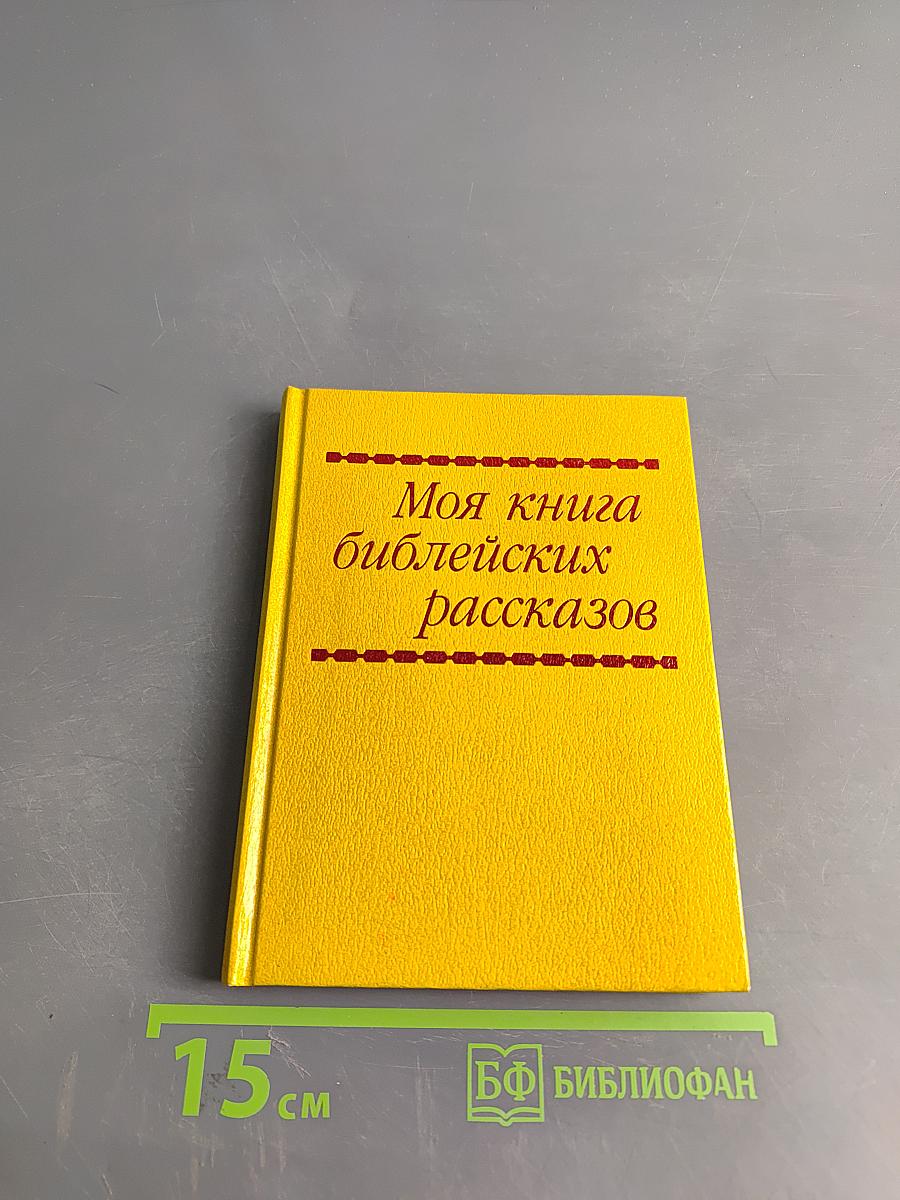 Моя книга
библейских
рассказов
15 см
БФ БИБЛИОФАН